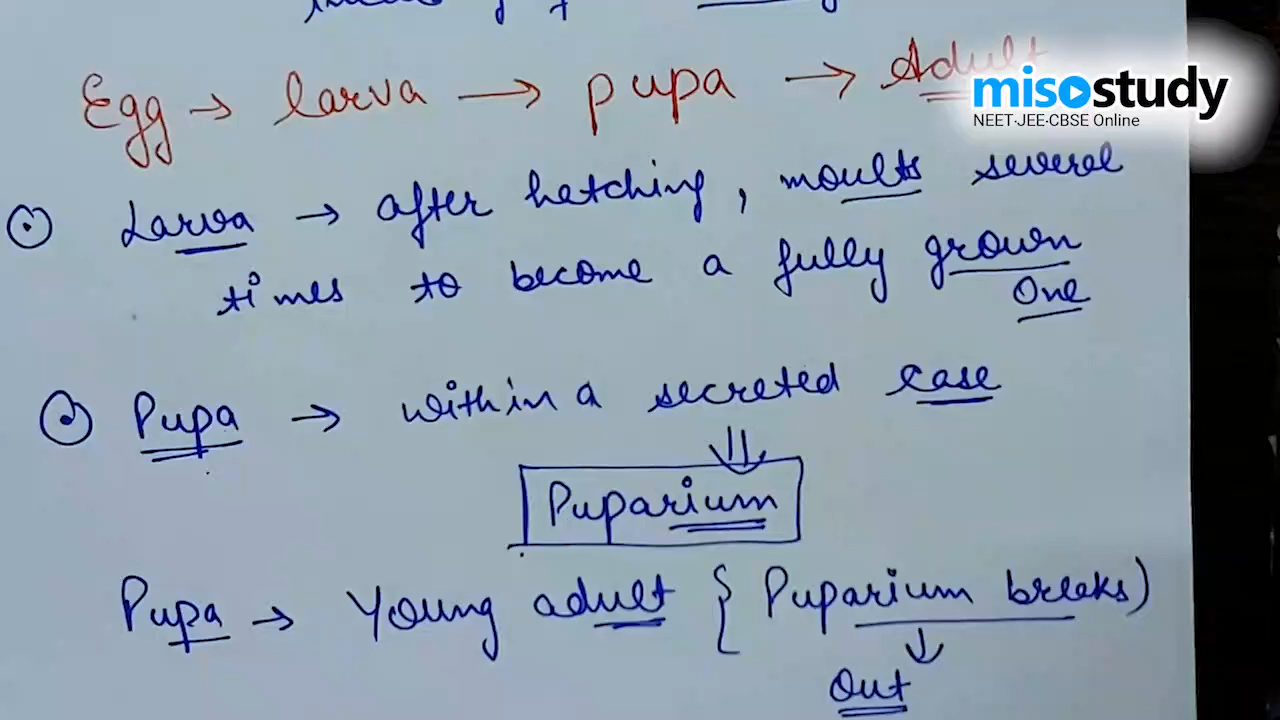 Egg → larva → pupa → Adult
misostudy
NEET·JEE·CBSE Online
Larva → after hatching, moults several
times to become a fully grown
one
Pupa → within a secreted case
Puparium
Pupa → Young adult { Puparium breaks)
Out